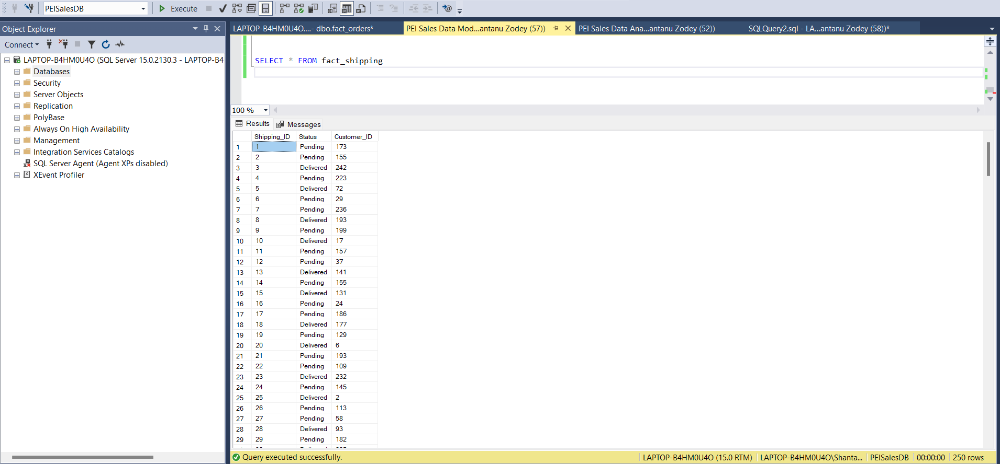 PEISalesDB
Execute
Object Explorer
Connect
LAPTOP-B4HM0U4O (SQL Server 15.0.2130.3 - LAPTOP-B4
Databases
Security
Server Objects
Replication
PolyBase
Always On High Availability
Management
Integration Services Catalogs
SQL Server Agent (Agent XPs disabled)
XEvent Profiler
LAPTOP-B4HM0U4O....- dbo.fact_orders*
PEI Sales Data Mod...antanu Zodey (57))
PEI Sales Data Ana...antanu Zodey (52))
SQLQuery2.sql - LA...antanu Zodey (58))*
SELECT * FROM fact_shipping
100 %
Results
Messages
Shipping_ID Status Customer_ID
1 1 Pending 173
2 2 Pending 155
3 3 Delivered 242
4 4 Pending 223
5 5 Delivered 72
6 6 Pending 29
7 7 Pending 236
8 8 Delivered 193
9 9 Pending 199
10 10 Delivered 17
11 11 Pending 157
12 12 Pending 37
13 13 Delivered 141
14 14 Pending 155
15 15 Delivered 131
16 16 Pending 24
17 17 Pending 186
18 18 Delivered 177
19 19 Pending 129
20 20 Delivered 6
21 21 Pending 193
22 22 Pending 109
23 23 Delivered 232
24 24 Pending 145
25 25 Delivered 2
26 26 Pending 113
27 27 Pending 58
28 28 Delivered 93
29 29 Pending 182
Query executed successfully.
LAPTOP-B4HM0U4O (15.0 RTM)
LAPTOP-B4HM0U4O\Shanta...
PEISalesDB
00:00:00
250 rows